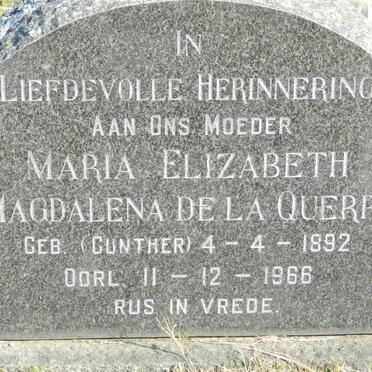 IN
LIEFDEVOLLE HERINNERING
AAN ONS MOEDER
MARIA ELIZABETH
MAGDALENA DE LA QUERR
GEB. (GUNTHER) 4 - 4 - 1892
OORL. 11 - 12 - 1966
RUS IN VREDE.